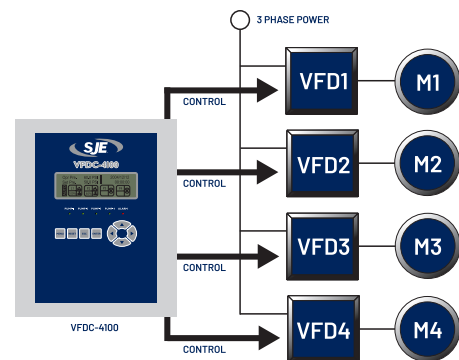 3 PHASE POWER
VFD1
M1
CONTROL
SJE
VFDC-4100
VFD2
M2
CONTROL
VFD3
M3
CONTROL
VFDC-4100
VFD4
M4
CONTROL